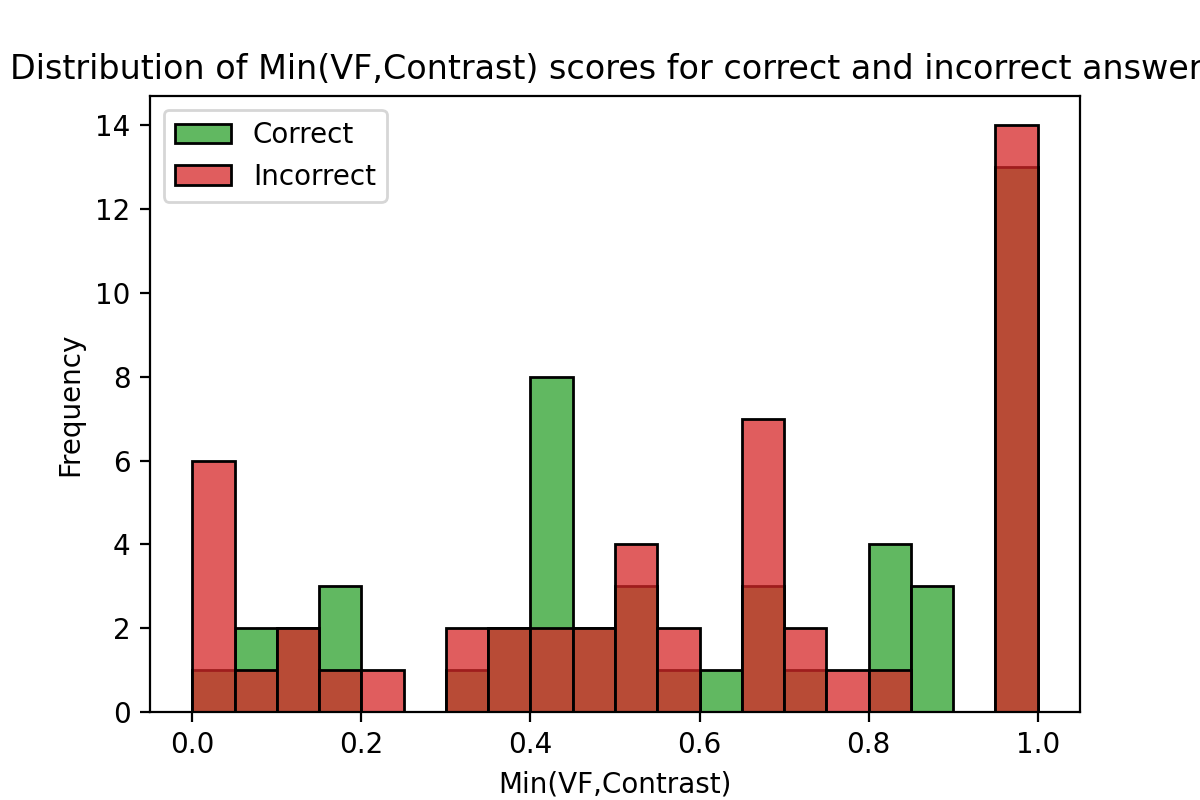 Distribution of Min(VF,Contrast) scores for correct and incorrect answer
Correct
Incorrect
14
12
10
8
6
4
2
0
Frequency
0.0 0.2 0.4 0.6 0.8 1.0
Min(VF,Contrast)